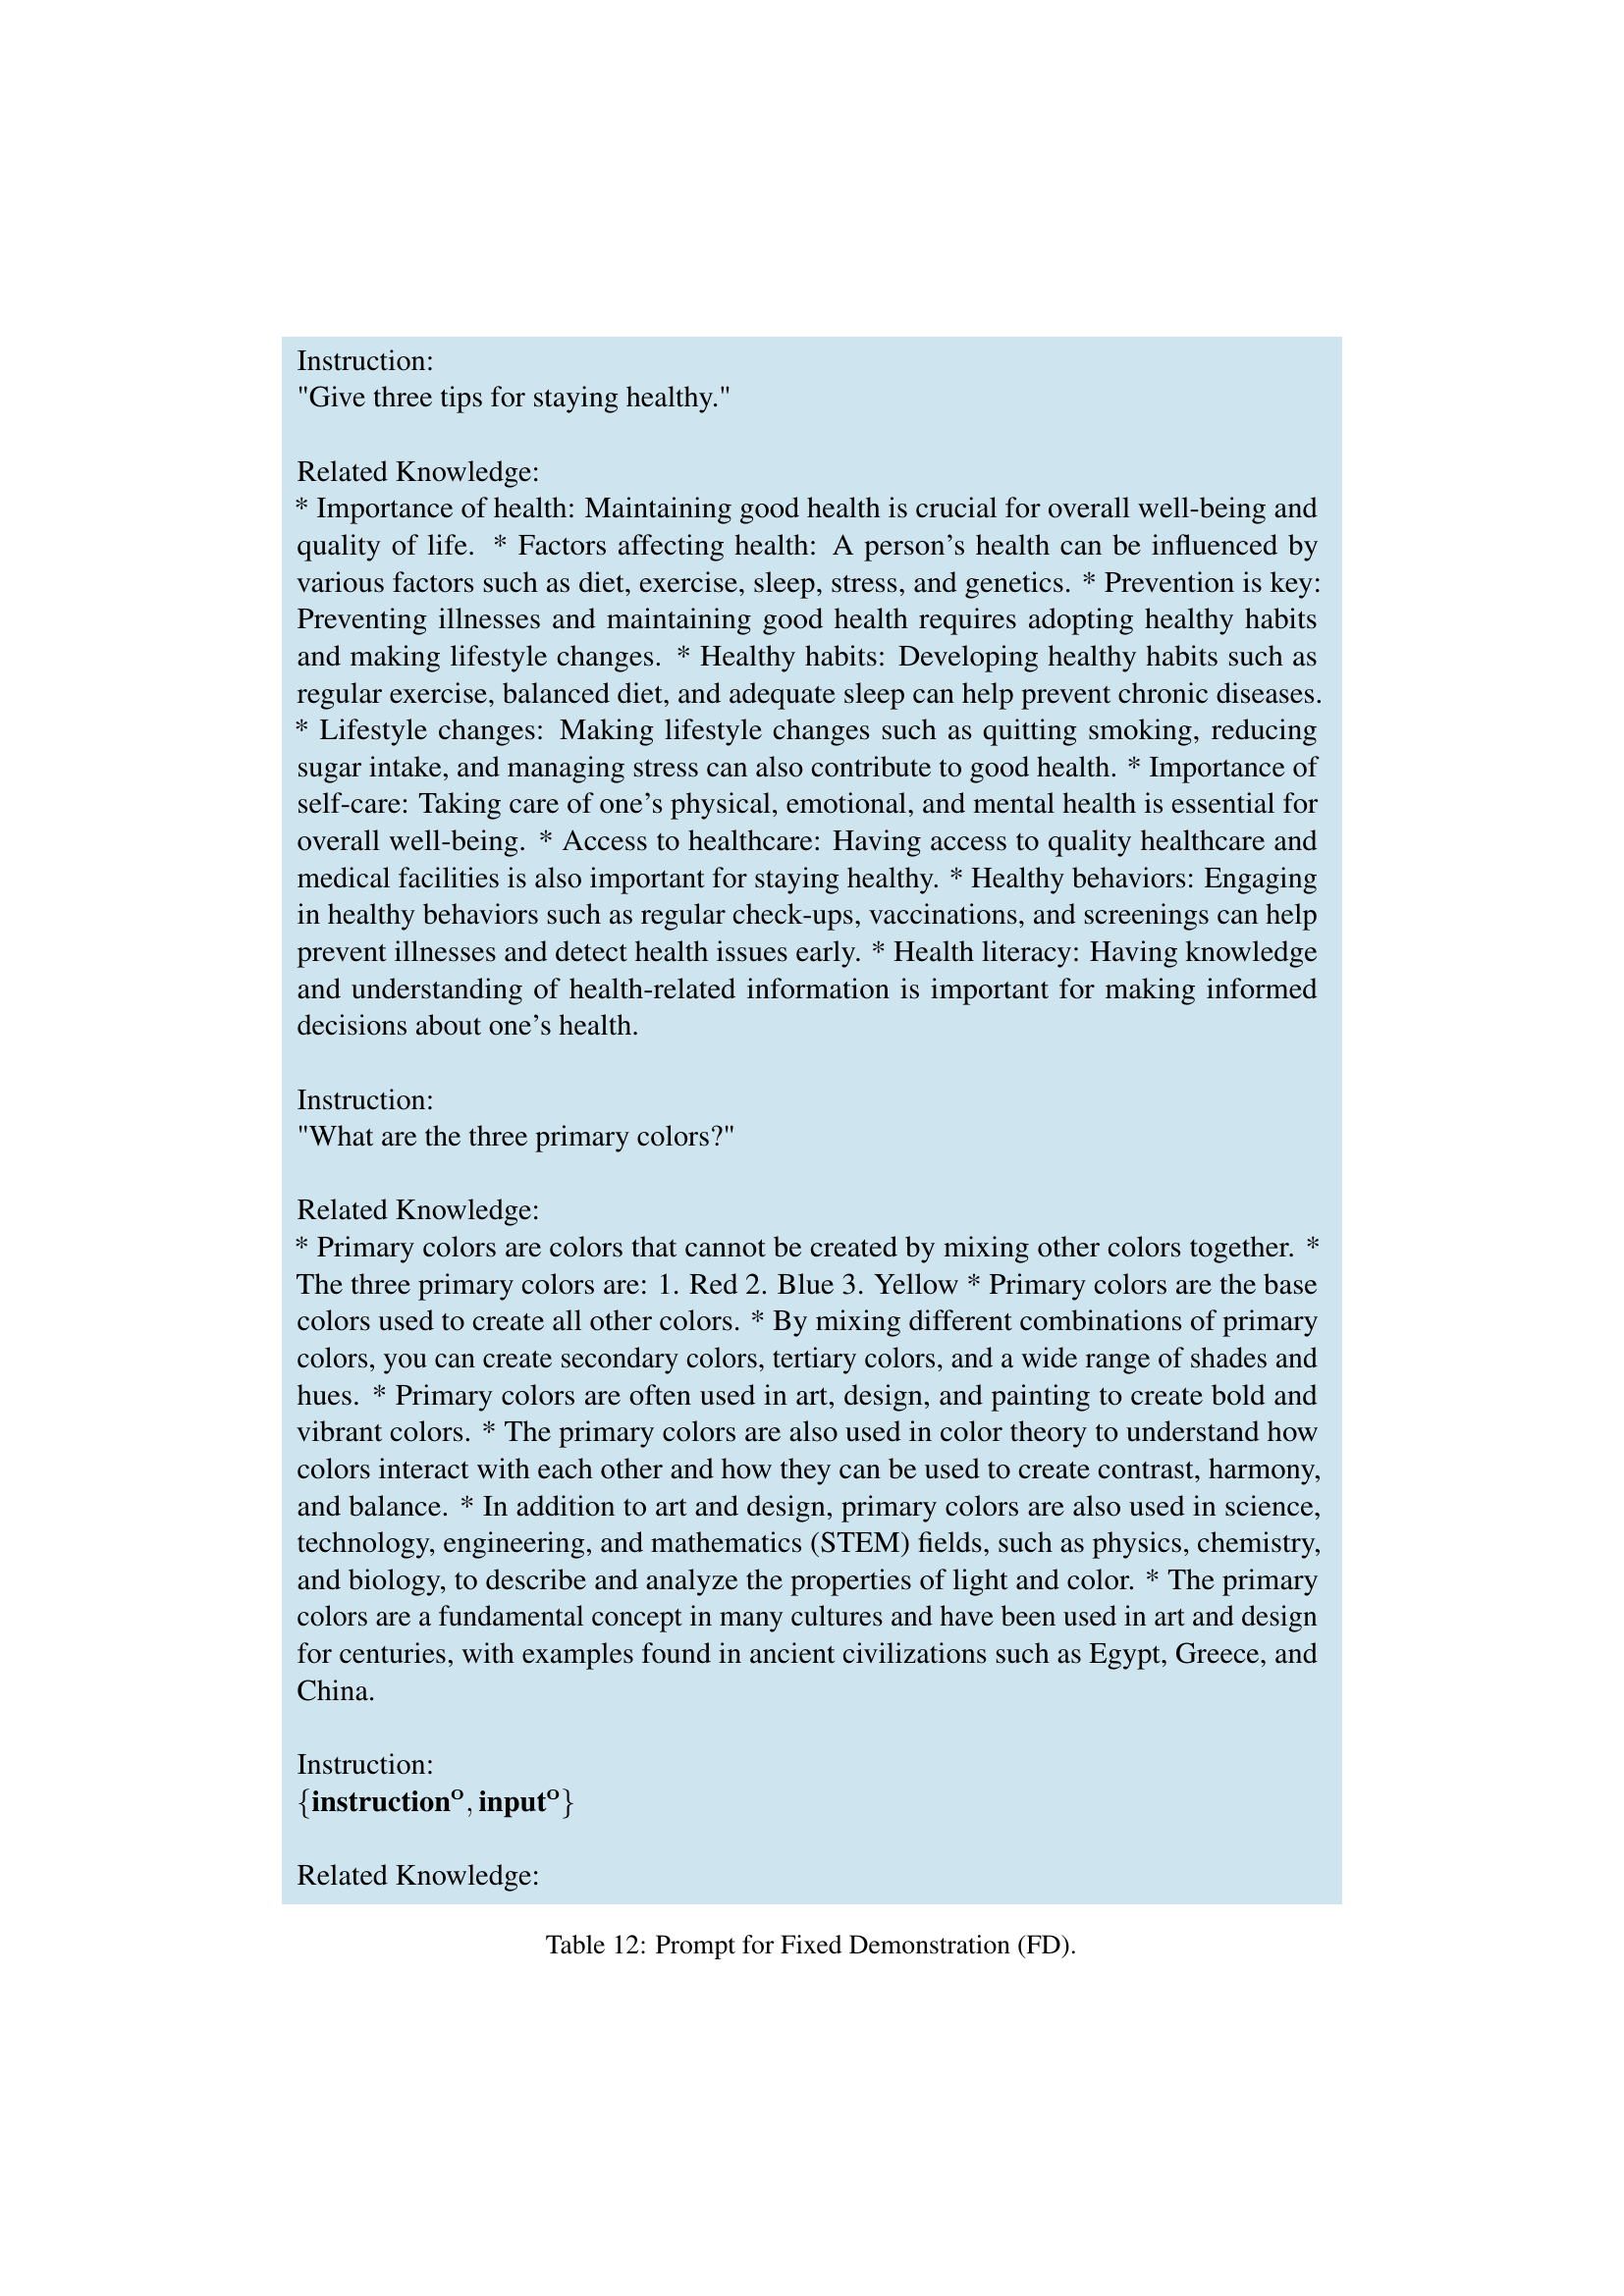 Instruction:
"Give three tips for staying healthy."
Related Knowledge:
* Importance of health: Maintaining good health is crucial for overall well-being and
quality of life. * Factors affecting health: A person's health can be influenced by
various factors such as diet, exercise, sleep, stress, and genetics. * Prevention is key:
Preventing illnesses and maintaining good health requires adopting healthy habits
and making lifestyle changes. * Healthy habits: Developing healthy habits such as
regular exercise, balanced diet, and adequate sleep can help prevent chronic diseases.
* Lifestyle changes: Making lifestyle changes such as quitting smoking, reducing
sugar intake, and managing stress can also contribute to good health. * Importance of
self-care: Taking care of one's physical, emotional, and mental health is essential for
overall well-being. * Access to healthcare: Having access to quality healthcare and
medical facilities is also important for staying healthy. * Healthy behaviors: Engaging
in healthy behaviors such as regular check-ups, vaccinations, and screenings can help
prevent illnesses and detect health issues early. * Health literacy: Having knowledge
and understanding of health-related information is important for making informed
decisions about one's health.
Instruction:
"What are the three primary colors?"
Related Knowledge:
* Primary colors are colors that cannot be created by mixing other colors together. *
The three primary colors are: 1. Red 2. Blue 3. Yellow * Primary colors are the base
colors used to create all other colors. * By mixing different combinations of primary
colors, you can create secondary colors, tertiary colors, and a wide range of shades and
hues. * Primary colors are often used in art, design, and painting to create bold and
vibrant colors. * The primary colors are also used in color theory to understand how
colors interact with each other and how they can be used to create contrast, harmony,
and balance. * In addition to art and design, primary colors are also used in science,
technology, engineering, and mathematics (STEM) fields, such as physics, chemistry,
and biology, to describe and analyze the properties of light and color. * The primary
colors are a fundamental concept in many cultures and have been used in art and design
for centuries, with examples found in ancient civilizations such as Egypt, Greece, and
China.
Instruction:
{instructionᵒ, inputᵒ}
Related Knowledge:
Table 12: Prompt for Fixed Demonstration (FD).